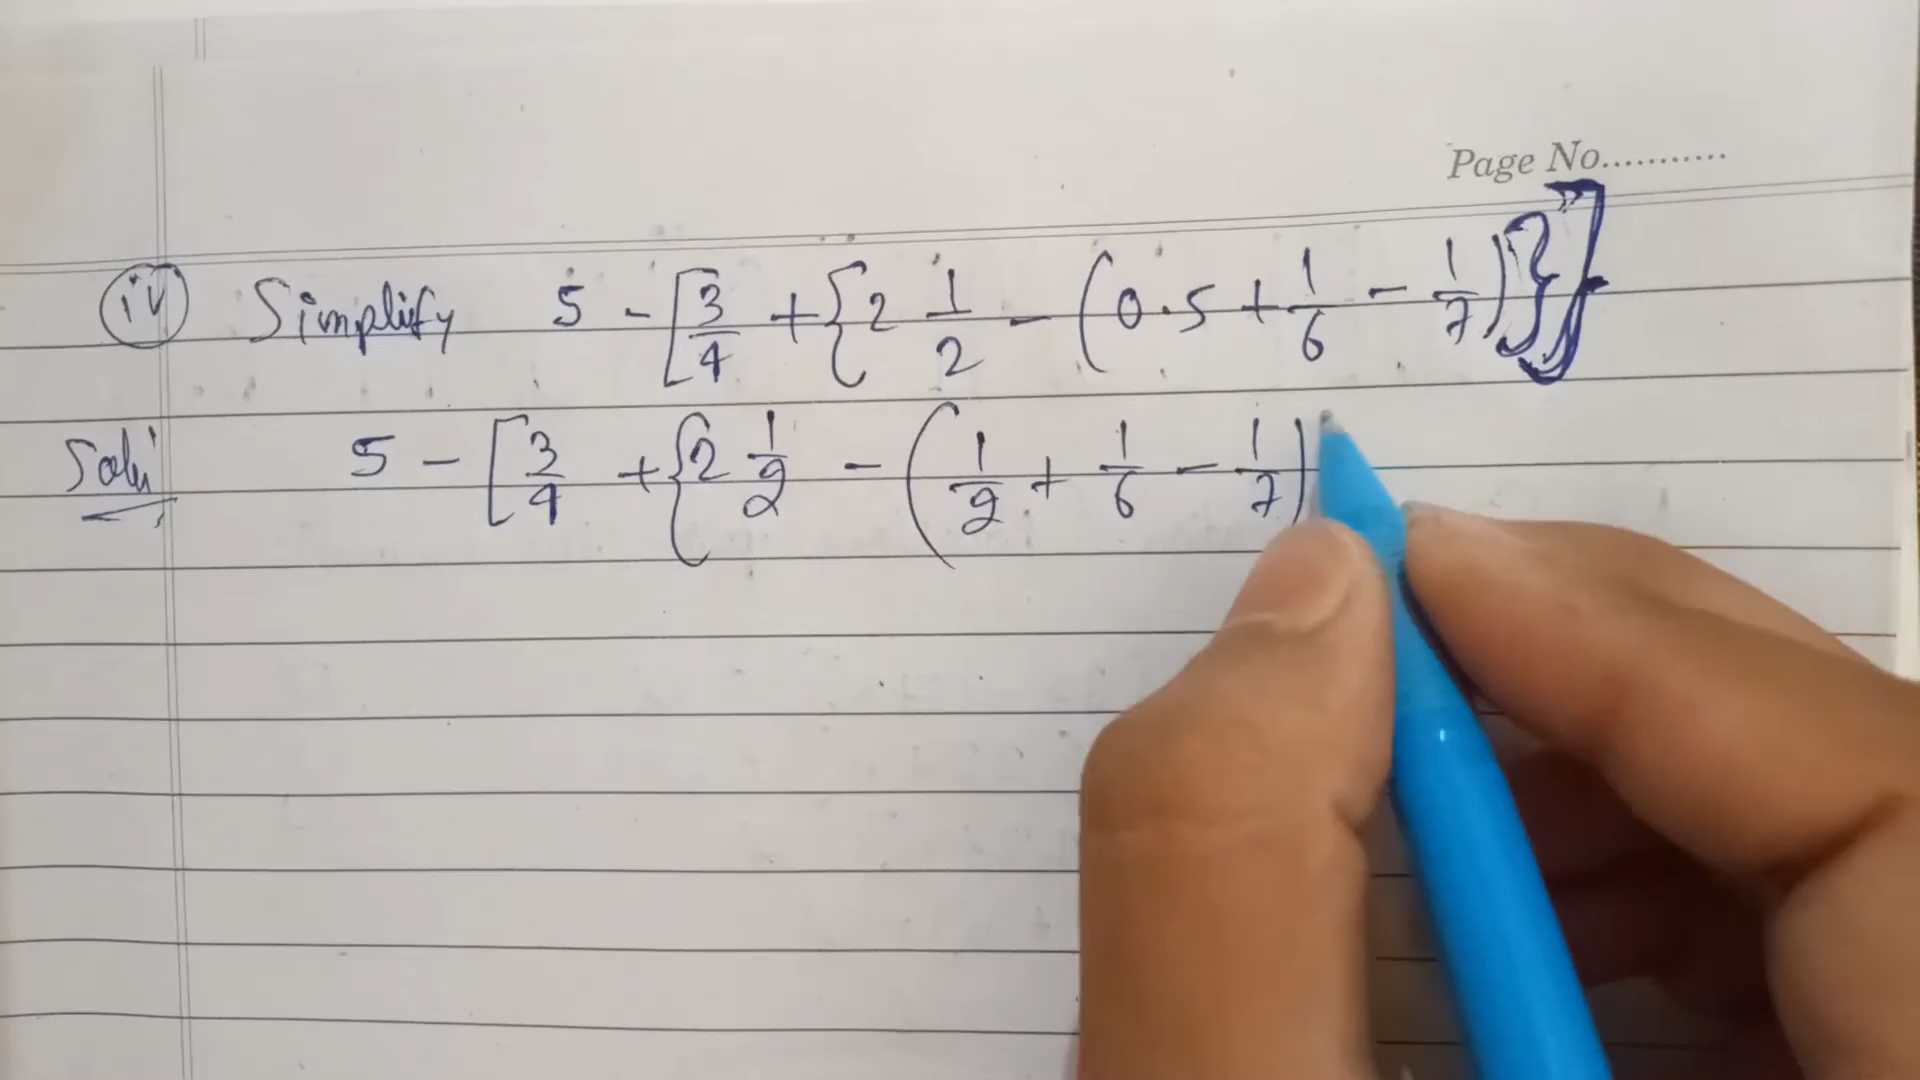 Page No...........
iv Simplify 5 - [3/4 + {2 1/2 - (0.5 + 1/6 - 1/7)}]
Soln 5 - [3/4 + {2 1/2 - (1/2 + 1/6 - 1/7)